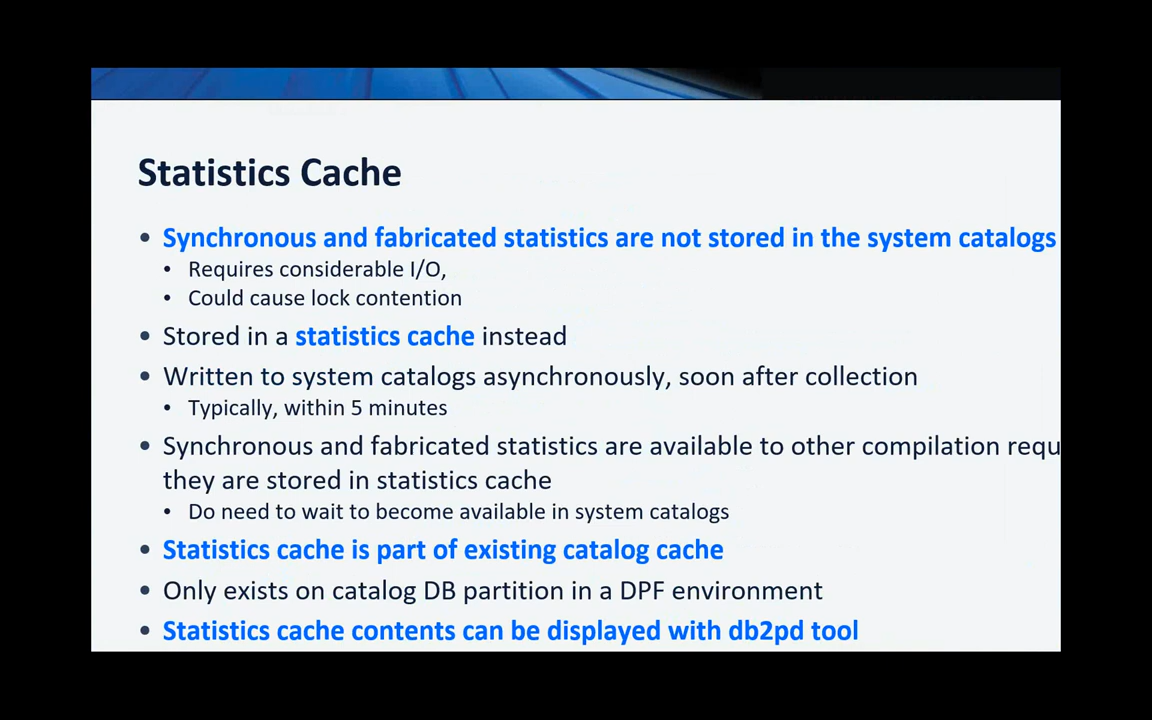 Statistics Cache
• Synchronous and fabricated statistics are not stored in the system catalogs
• Requires considerable I/O,
• Could cause lock contention
• Stored in a statistics cache instead
• Written to system catalogs asynchronously, soon after collection
• Typically, within 5 minutes
• Synchronous and fabricated statistics are available to other compilation requ
they are stored in statistics cache
• Do need to wait to become available in system catalogs
• Statistics cache is part of existing catalog cache
• Only exists on catalog DB partition in a DPF environment
• Statistics cache contents can be displayed with db2pd tool